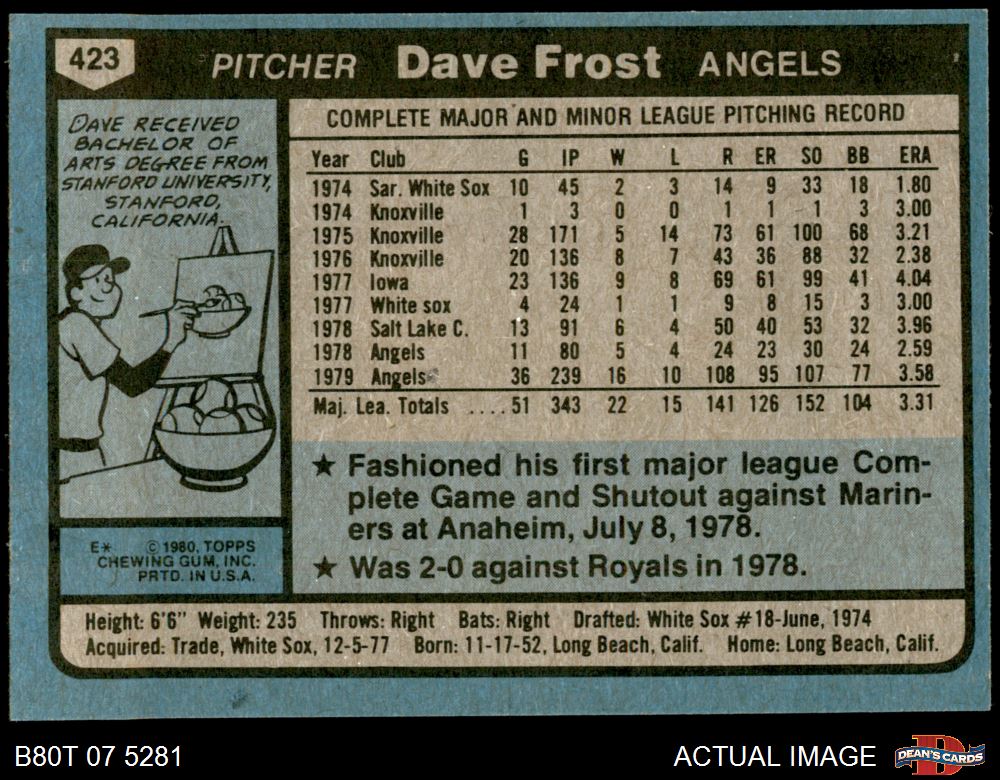 423 PITCHER Dave Frost ANGELS
DAVE RECEIVED
BACHELOR OF
ARTS DEGREE FROM
STANFORD UNIVERSITY,
STANFORD,
CALIFORNIA.
COMPLETE MAJOR AND MINOR LEAGUE PITCHING RECORD
Year Club G IP W L R ER SO BB ERA
1974 Sar. White Sox 10 45 2 3 14 9 33 18 1.80
1974 Knoxville 1 3 0 0 1 1 1 3 3.00
1975 Knoxville 28 171 5 14 73 61 100 68 3.21
1976 Knoxville 20 136 8 7 43 36 88 32 2.38
1977 Iowa 23 136 9 8 69 61 99 41 4.04
1977 White sox 4 24 1 1 9 8 15 3 3.00
1978 Salt Lake C. 13 91 6 4 50 40 53 32 3.96
1978 Angels 11 80 5 4 24 23 30 24 2.59
1979 Angels 36 239 16 10 108 95 107 77 3.58
Maj. Lea. Totals ....51 343 22 15 141 126 152 104 3.31
★ Fashioned his first major league Com-
plete Game and Shutout against Marin-
ers at Anaheim, July 8, 1978.
★ Was 2-0 against Royals in 1978.
E* © 1980, TOPPS
CHEWING GUM, INC.
PRTD. IN U.S.A.
Height: 6'6" Weight: 235 Throws: Right Bats: Right Drafted: White Sox #18-June, 1974
Acquired: Trade, White Sox, 12-5-77 Born: 11-17-52, Long Beach, Calif. Home: Long Beach, Calif.
B80T 07 5281 ACTUAL IMAGE
D
DEAN'S CARDS